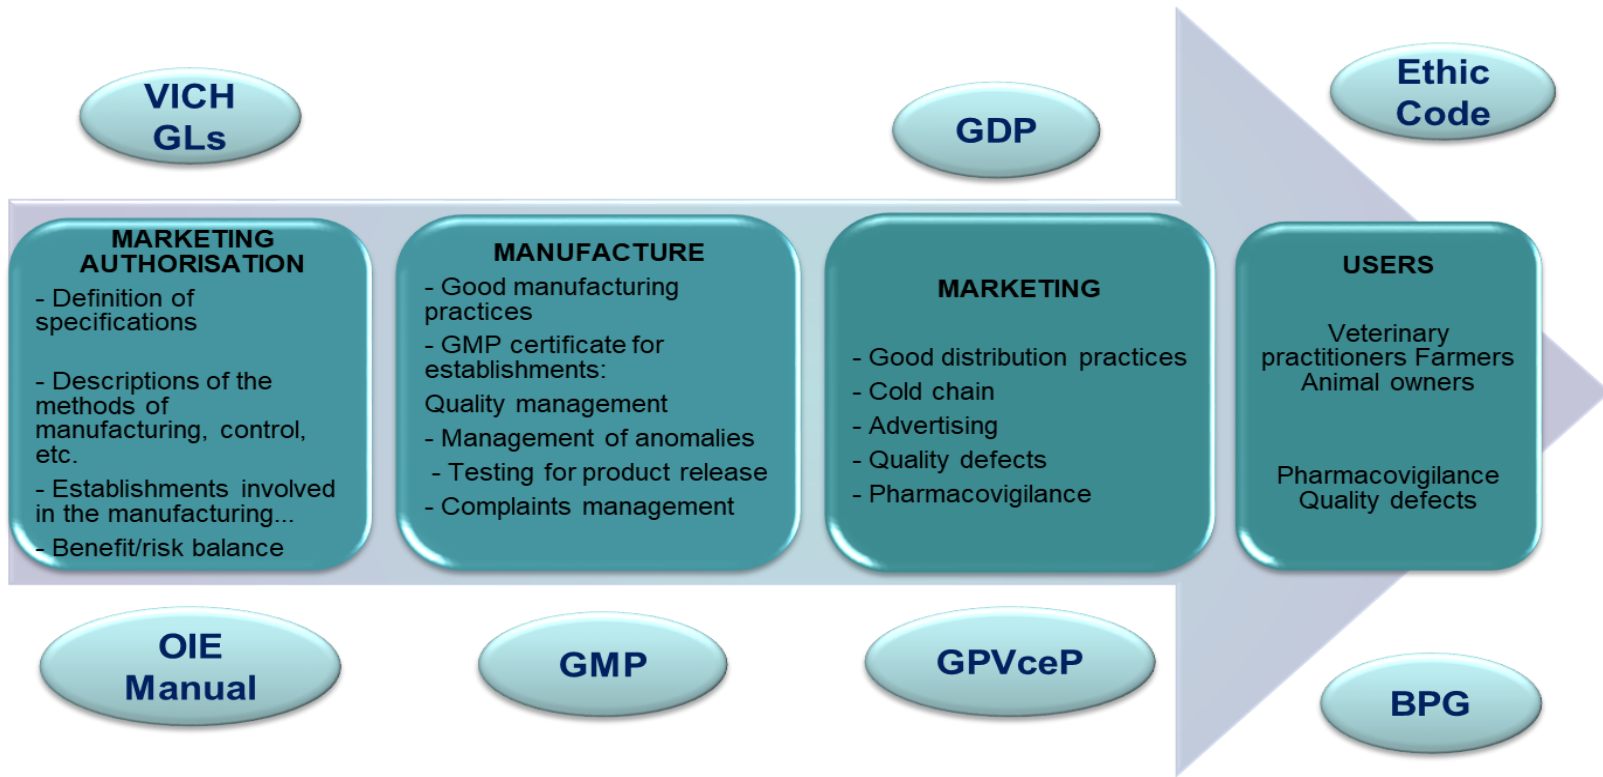 VICH
GLs
GDP
Ethic
Code
MARKETING
AUTHORISATION
- Definition of
specifications
- Descriptions of the
methods of
manufacturing, control,
etc.
- Establishments involved
in the manufacturing...
- Benefit/risk balance
MANUFACTURE
- Good manufacturing
practices
- GMP certificate for
establishments:
Quality management
- Management of anomalies
- Testing for product release
- Complaints management
MARKETING
- Good distribution practices
- Cold chain
- Advertising
- Quality defects
- Pharmacovigilance
USERS
Veterinary
practitioners Farmers
Animal owners
Pharmacovigilance
Quality defects
OIE
Manual
GMP
GPVceP
BPG